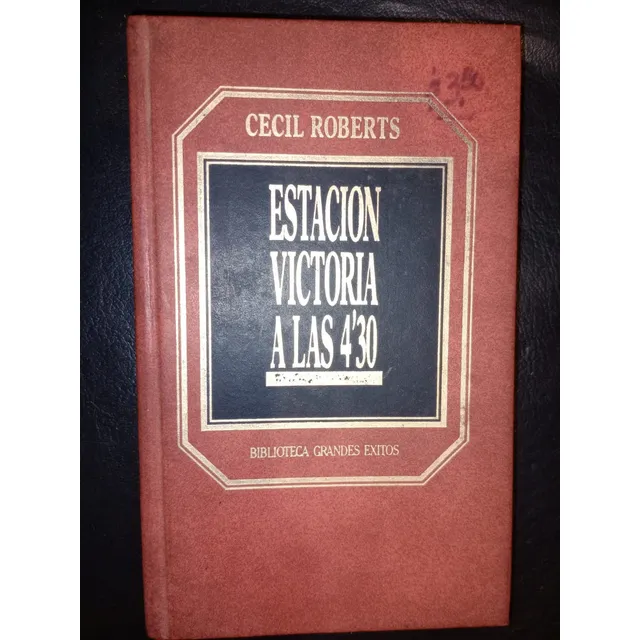 CECIL ROBERTS
ESTACION
VICTORIA
A LAS 4'30
BIBLIOTECA GRANDES EXITOS